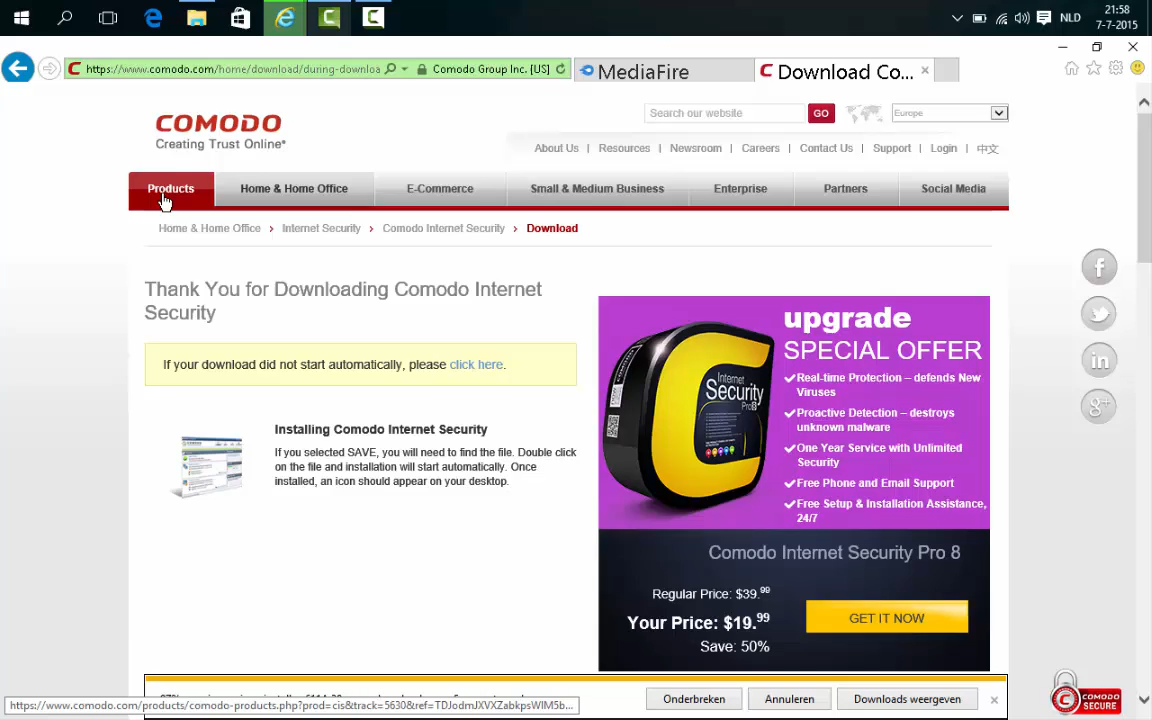 21:58
NLD
7-7-2015
https://www.comodo.com/home/download/during-downloa
Comodo Group Inc. [US]
MediaFire
Download Co...
COMODO
Creating Trust Online®
Search our website
GO
Europe
About Us | Resources | Newsroom | Careers | Contact Us | Support | Login | 中文
Products
Home & Home Office
E-Commerce
Small & Medium Business
Enterprise
Partners
Social Media
Home & Home Office > Internet Security > Comodo Internet Security > Download
Thank You for Downloading Comodo Internet
Security
If your download did not start automatically, please click here.
Installing Comodo Internet Security
If you selected SAVE, you will need to find the file. Double click
on the file and installation will start automatically. Once
installed, an icon should appear on your desktop.
upgrade
SPECIAL OFFER
Real-time Protection – defends New
Viruses
Proactive Detection – destroys
unknown malware
One Year Service with Unlimited
Security
Free Phone and Email Support
Free Setup & Installation Assistance,
24/7
Internet
Security
Pro8
Comodo Internet Security Pro 8
Regular Price: $39.99
Your Price: $19.99
Save: 50%
GET IT NOW
Onderbreken
Annuleren
Downloads weergeven
https://www.comodo.com/products/comodo-products.php?prod=cis&track=5630&ref=TDJodmJXVXZabkpsWlM5b...
COMODO
SECURE